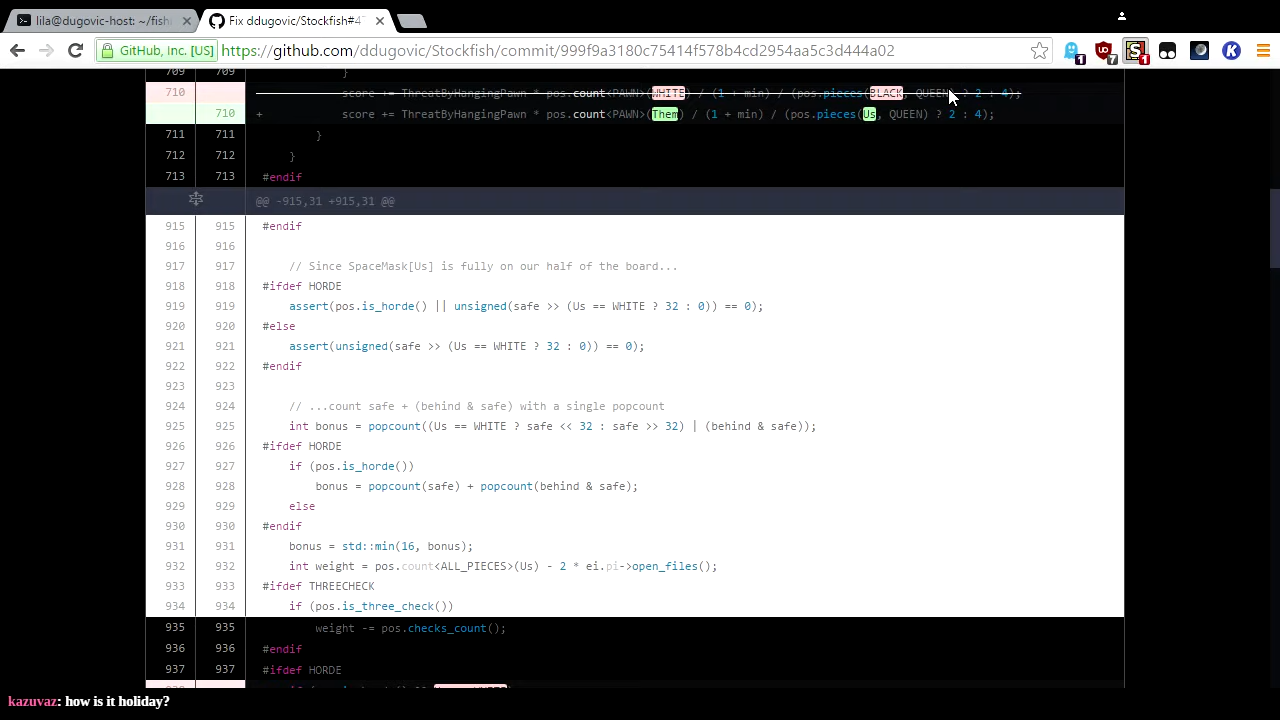 lila@dugovic-host: ~/fishi
Fix ddugovic/Stockfish#4
GitHub, Inc. [US] https://github.com/ddugovic/Stockfish/commit/999f9a3180c75414f578b4cd2954aa5c3d444a02
1 7 1
709 709 }
710 score += ThreatByHangingPawn * pos.count<PAWN>(WHITE) / (1 + min) / (pos.pieces(BLACK, QUEEN) ? 2 : 4);
710 + score += ThreatByHangingPawn * pos.count<PAWN>(Them) / (1 + min) / (pos.pieces(Us, QUEEN) ? 2 : 4);
711 711 }
712 712 }
713 713 #endif
@@ -915,31 +915,31 @@
915 915 #endif
916 916
917 917 // Since SpaceMask[Us] is fully on our half of the board...
918 918 #ifdef HORDE
919 919 assert(pos.is_horde() || unsigned(safe >> (Us == WHITE ? 32 : 0)) == 0);
920 920 #else
921 921 assert(unsigned(safe >> (Us == WHITE ? 32 : 0)) == 0);
922 922 #endif
923 923
924 924 // ...count safe + (behind & safe) with a single popcount
925 925 int bonus = popcount((Us == WHITE ? safe << 32 : safe >> 32) | (behind & safe));
926 926 #ifdef HORDE
927 927 if (pos.is_horde())
928 928 bonus = popcount(safe) + popcount(behind & safe);
929 929 else
930 930 #endif
931 931 bonus = std::min(16, bonus);
932 932 int weight = pos.count<ALL_PIECES>(Us) - 2 * ei.pi->open_files();
933 933 #ifdef THREECHECK
934 934 if (pos.is_three_check())
935 935 weight -= pos.checks_count();
936 936 #endif
937 937 #ifdef HORDE
kazuvaz: how is it holiday?